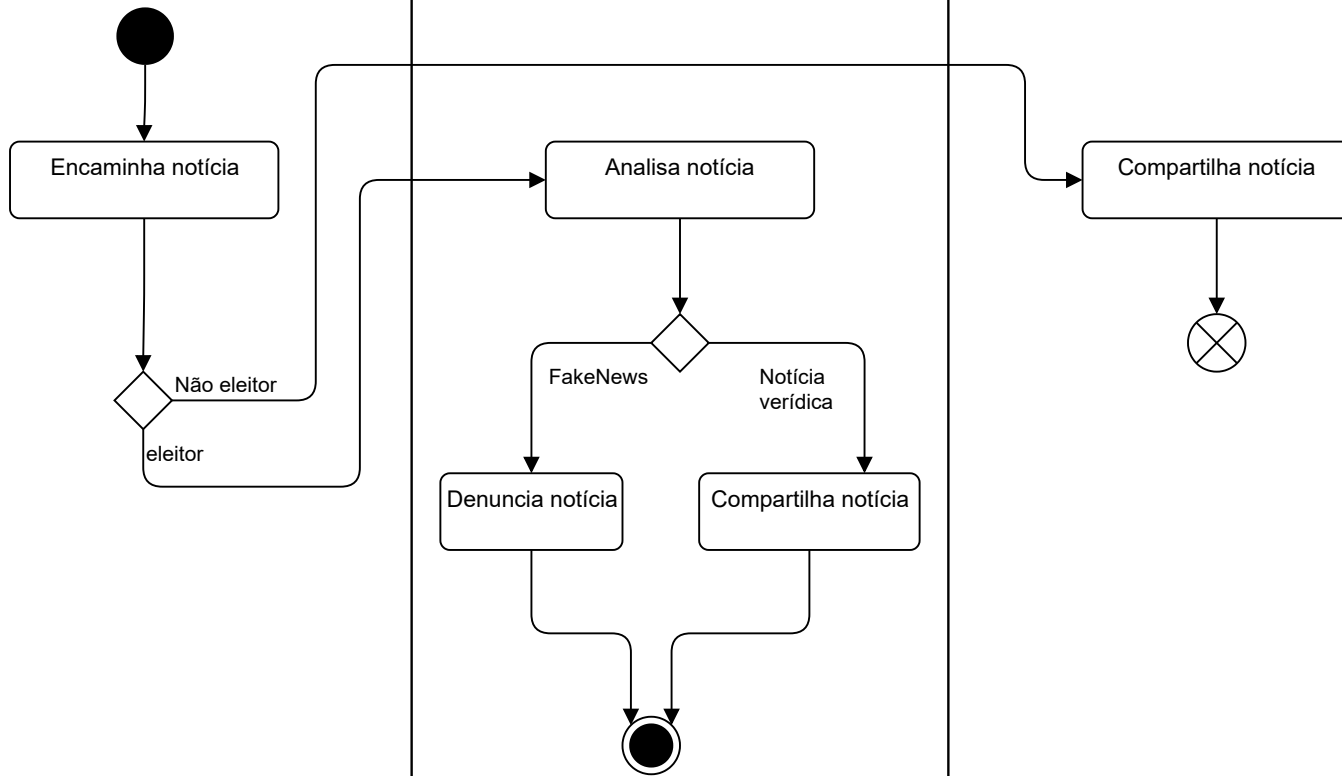 Encaminha notícia
Analisa notícia
Compartilha notícia
Não eleitor
eleitor
FakeNews
Notícia
verídica
Denuncia notícia
Compartilha notícia